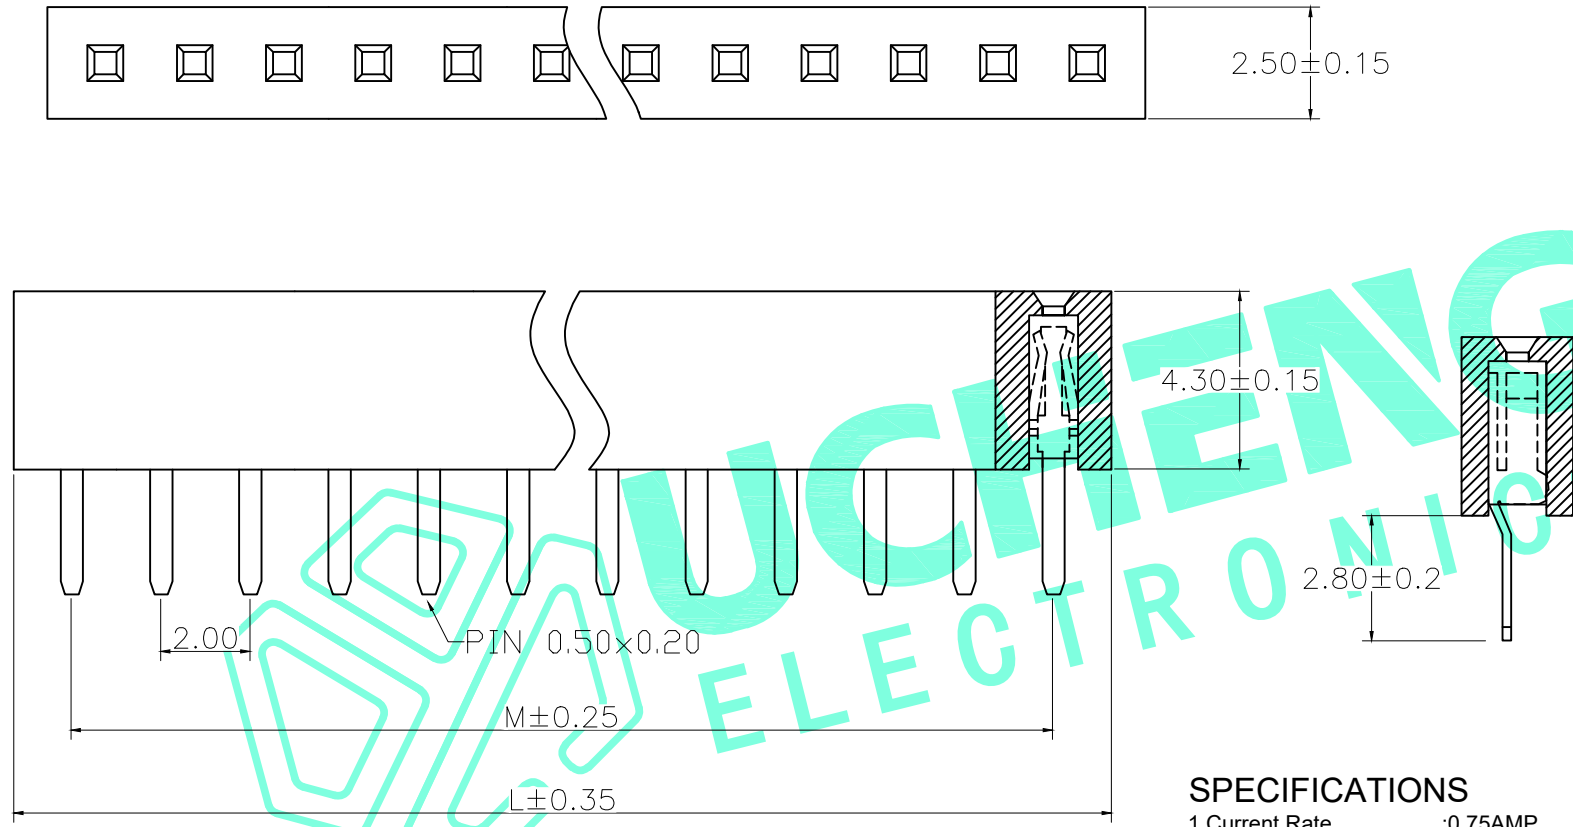 2.50±0.15
4.30±0.15
2.80±0.2
2.00
PIN 0.50×0.20
M±0.25
L±0.35
UCHENG
ELECTRONIC
SPECIFICATIONS
1.Current Rate :0.75AMP